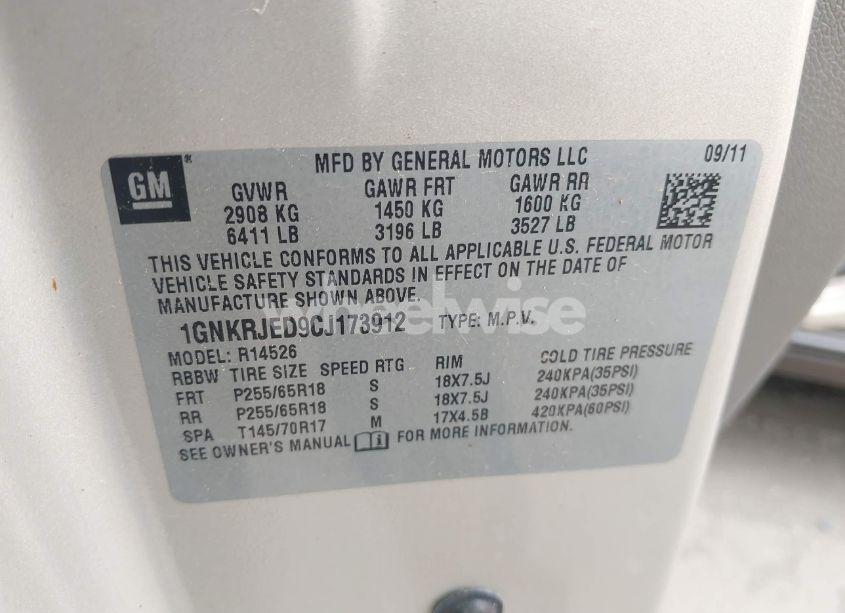 GM ® MFD BY GENERAL MOTORS LLC 09/11
GVWR GAWR FRT GAWR RR
2908 KG 1450 KG 1600 KG
6411 LB 3196 LB 3527 LB
THIS VEHICLE CONFORMS TO ALL APPLICABLE U.S. FEDERAL MOTOR
VEHICLE SAFETY STANDARDS IN EFFECT ON THE DATE OF
MANUFACTURE SHOWN ABOVE.
wheelwise
1GNKRJED9CJ173912 TYPE: M.P.V.
MODEL: R14526
RBBW TIRE SIZE SPEED RTG RIM COLD TIRE PRESSURE
FRT P255/65R18 S 18X7.5J 240KPA(35PSI)
RR P255/65R18 S 18X7.5J 240KPA(35PSI)
SPA T145/70R17 M 17X4.5B 420KPA(60PSI)
SEE OWNER'S MANUAL FOR MORE INFORMATION.